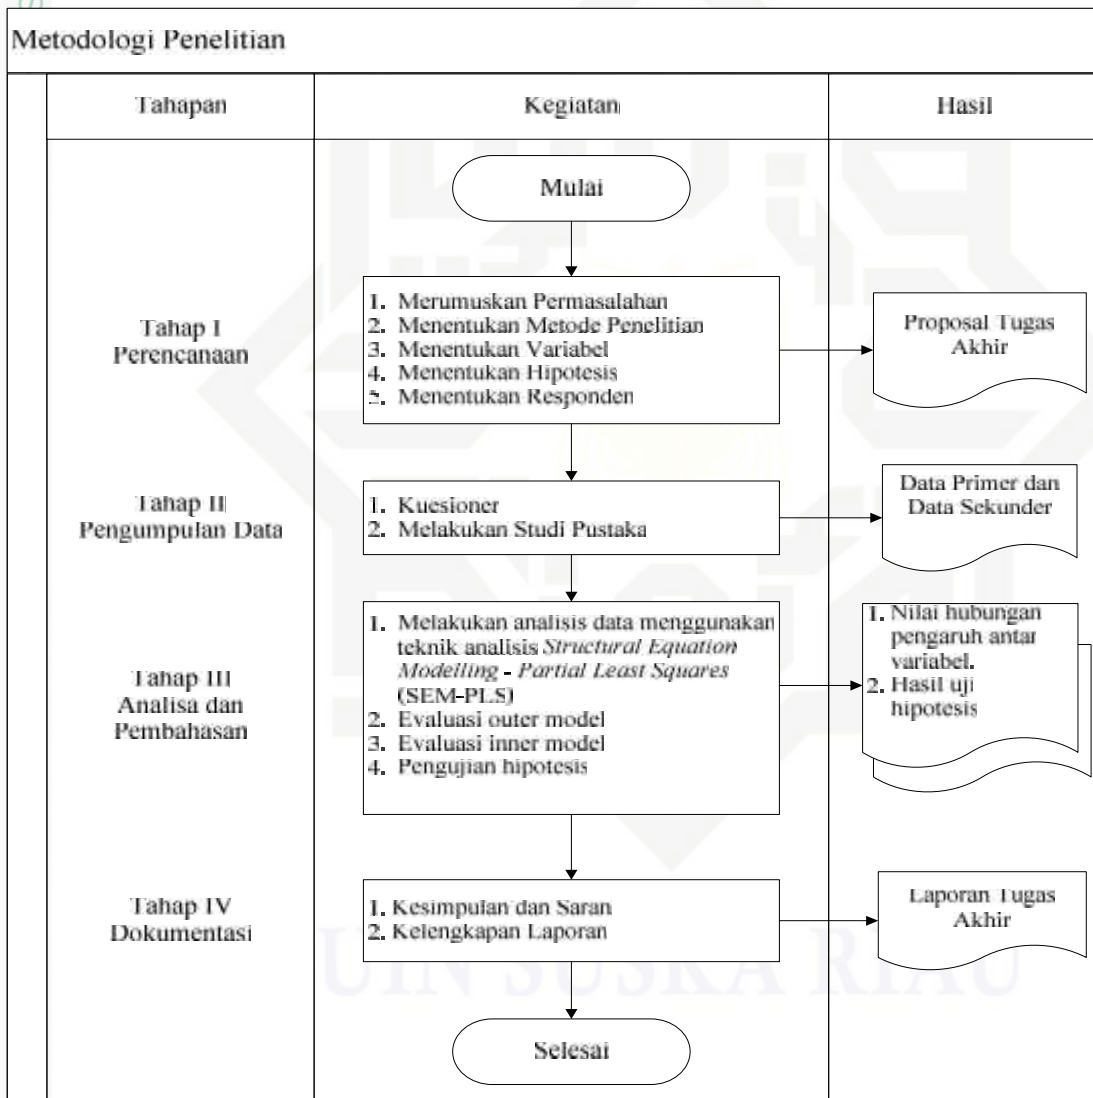 Metodologi Penelitian
Tahapan
Kegiatan
Hasil
Mulai
Tahap I
Perencanaan
1. Merumuskan Permasalahan
2. Menentukan Metode Penelitian
3. Menentukan Variabel
4. Menentukan Hipotesis
5. Menentukan Responden
Proposal Tugas
Akhir
Tahap II
Pengumpulan Data
1. Kuesioner
2. Melakukan Studi Pustaka
Data Primer dan
Data Sekunder
Tahap III
Analisa dan
Pembahasan
1. Melakukan analisis data menggunakan
teknik analisis Structural Equation
Modelling - Partial Least Squares
(SEM-PLS)
2. Evaluasi outer model
3. Evaluasi inner model
4. Pengujian hipotesis
1. Nilai hubungan
pengaruh antar
variabel.
2. Hasil uji
hipotesis
Tahap IV
Dokumentasi
1. Kesimpulan dan Saran
2. Kelengkapan Laporan
Laporan Tugas
Akhir
UIN SUSKA RIAU
Selesai